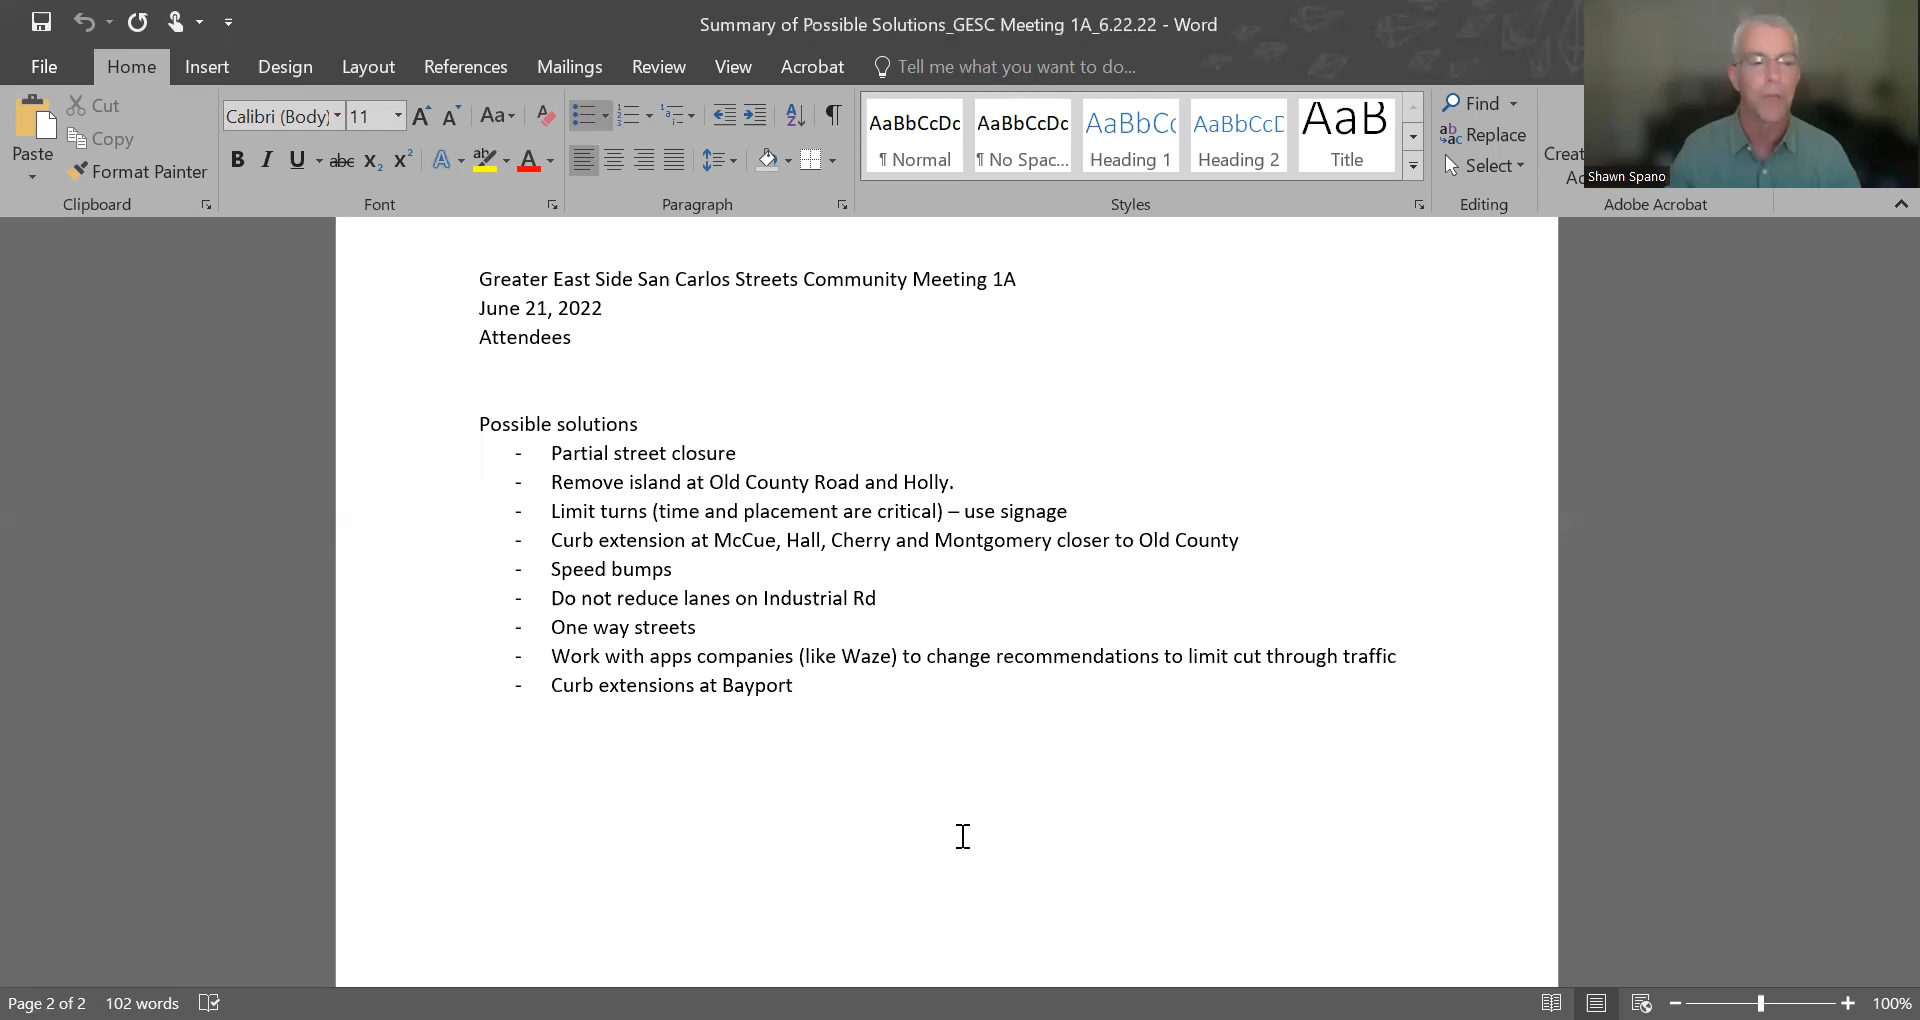 Summary of Possible Solutions_GESC Meeting 1A_6.22.22 - Word
File Home Insert Design Layout References Mailings Review View Acrobat Tell me what you want to do...
Paste
Cut
Copy
Format Painter
Clipboard
Calibri (Body) 11
Font
Paragraph
AaBbCcDc AaBbCcDc AaBbCc AaBbCcD AaB
¶ Normal ¶ No Spac... Heading 1 Heading 2 Title
Styles
Find
Replace
Select
Editing
Creat
Ac
Adobe Acrobat
Shawn Spano
Greater East Side San Carlos Streets Community Meeting 1A
June 21, 2022
Attendees
Possible solutions
- Partial street closure
- Remove island at Old County Road and Holly.
- Limit turns (time and placement are critical) – use signage
- Curb extension at McCue, Hall, Cherry and Montgomery closer to Old County
- Speed bumps
- Do not reduce lanes on Industrial Rd
- One way streets
- Work with apps companies (like Waze) to change recommendations to limit cut through traffic
- Curb extensions at Bayport
Page 2 of 2 102 words 100%